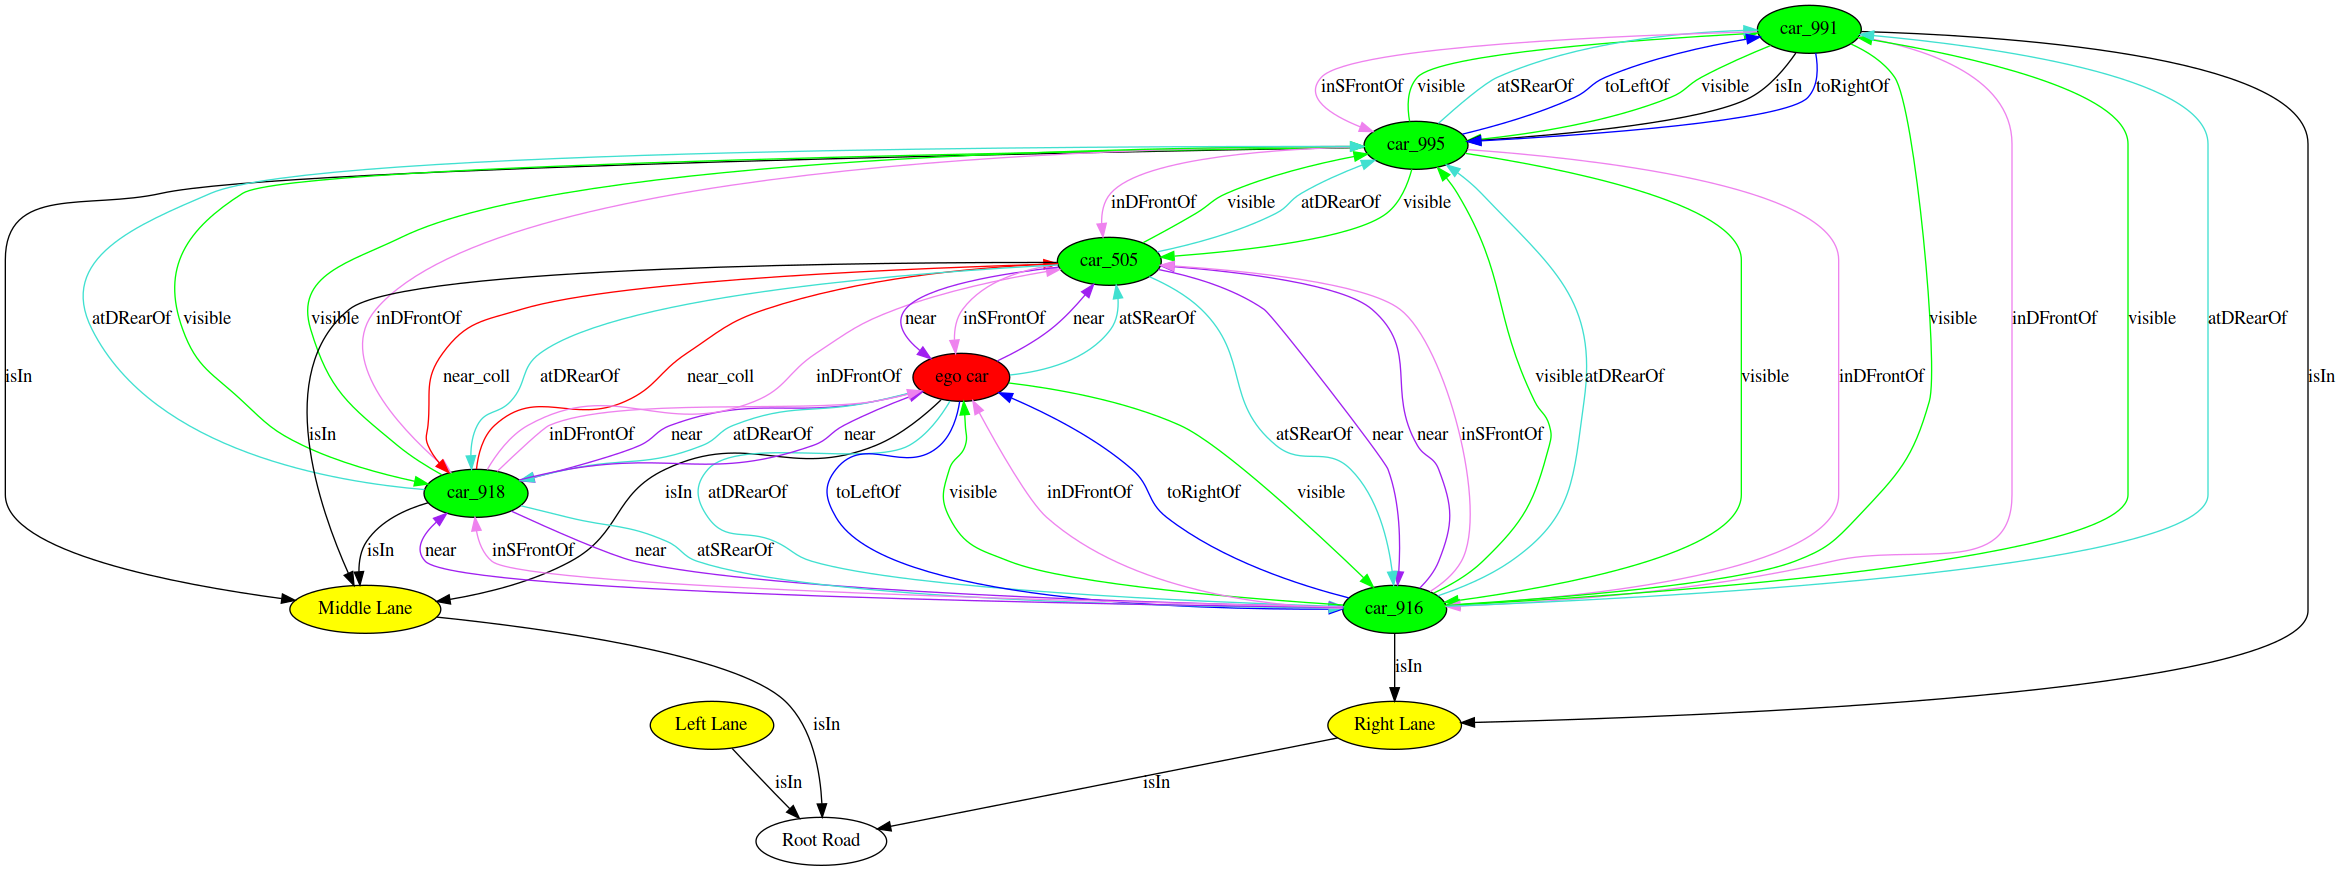 car_991
inSFrontOf
visible
atSRearOf
toLeftOf
visible
isIn
toRightOf
car_995
inDFrontOf
visible
atDRearOf
visible
car_505
atDRearOf
visible
visible
inDFrontOf
near
inSFrontOf
near
atSRearOf
visible
inDFrontOf
visible
atDRearOf
isIn
near_coll
atDRearOf
near_coll
inDFrontOf
ego car
visible
atDRearOf
visible
inDFrontOf
isIn
isIn
inDFrontOf
near
atDRearOf
near
atSRearOf
near
near
inSFrontOf
car_918
isIn
atDRearOf
toLeftOf
visible
inDFrontOf
toRightOf
visible
isIn
near
inSFrontOf
near
atSRearOf
Middle Lane
car_916
isIn
Left Lane
isIn
Right Lane
isIn
isIn
Root Road